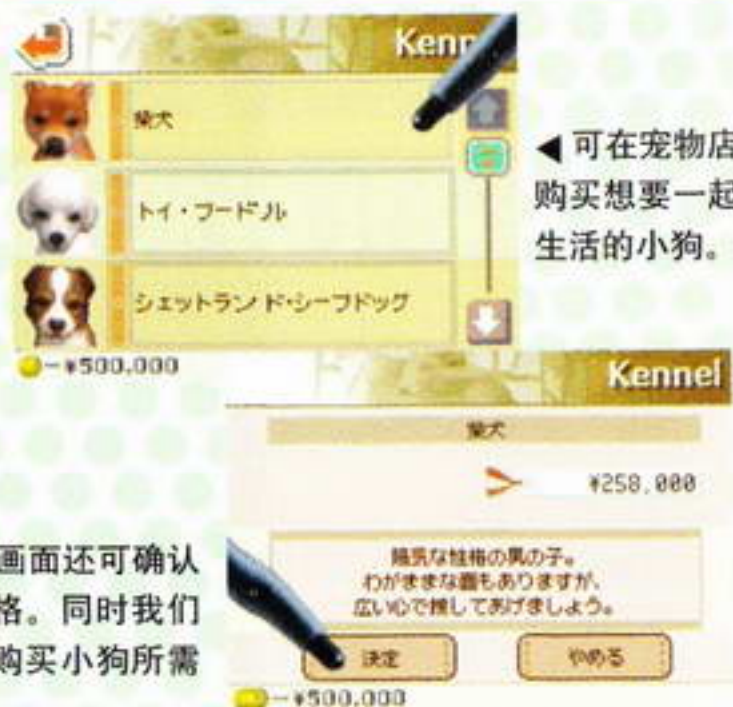 Kenn
柴犬
トイ・プードル
シェットランド・シープドッグ
¥500,000
◀ 可在宠物店
购买想要一起
生活的小狗。
Kennel
柴犬
¥258,000
陽気な性格の男の子。
わがままな面もありますが、
広い心で接してあげましょう。
決定 やめる
¥500,000
画面还可确认
格。同时我们
购买小狗所需